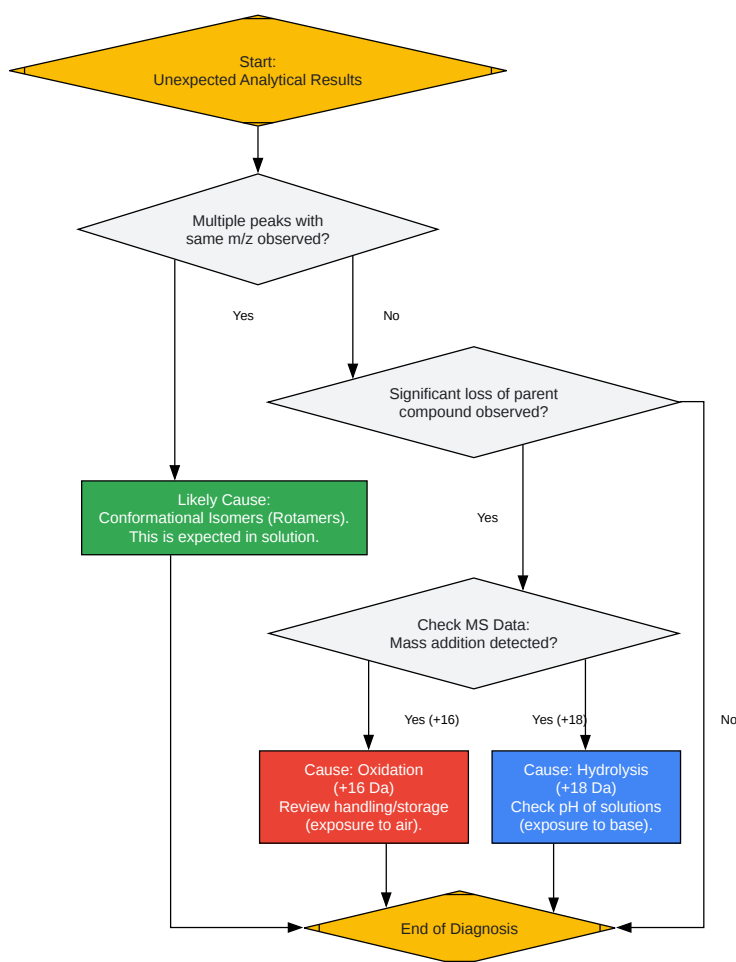 Start:
Unexpected Analytical Results
Multiple peaks with
same m/z observed?
Yes
No
Significant loss of parent
compound observed?
Likely Cause:
Conformational Isomers (Rotamers).
This is expected in solution.
Yes
Check MS Data:
Mass addition detected?
Yes (+16)
Yes (+18)
No
Cause: Oxidation
(+16 Da)
Review handling/storage
(exposure to air).
Cause: Hydrolysis
(+18 Da)
Check pH of solutions
(exposure to base).
End of Diagnosis